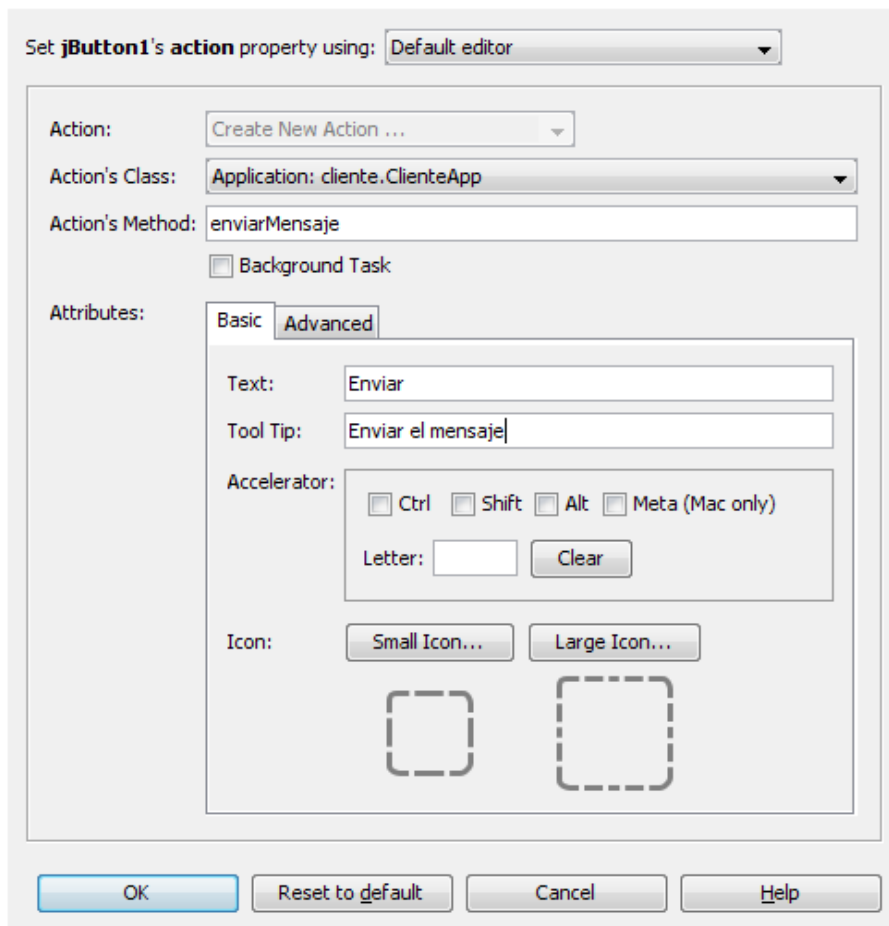 Set jButton1's action property using: Default editor
Action: Create New Action ...
Action's Class: Application: cliente.ClienteApp
Action's Method: enviarMensaje
Background Task
Attributes: Basic Advanced
Text: Enviar
Tool Tip: Enviar el mensaje
Accelerator:
Ctrl Shift Alt Meta (Mac only)
Letter: Clear
Icon: Small Icon... Large Icon...
OK Reset to default Cancel Help